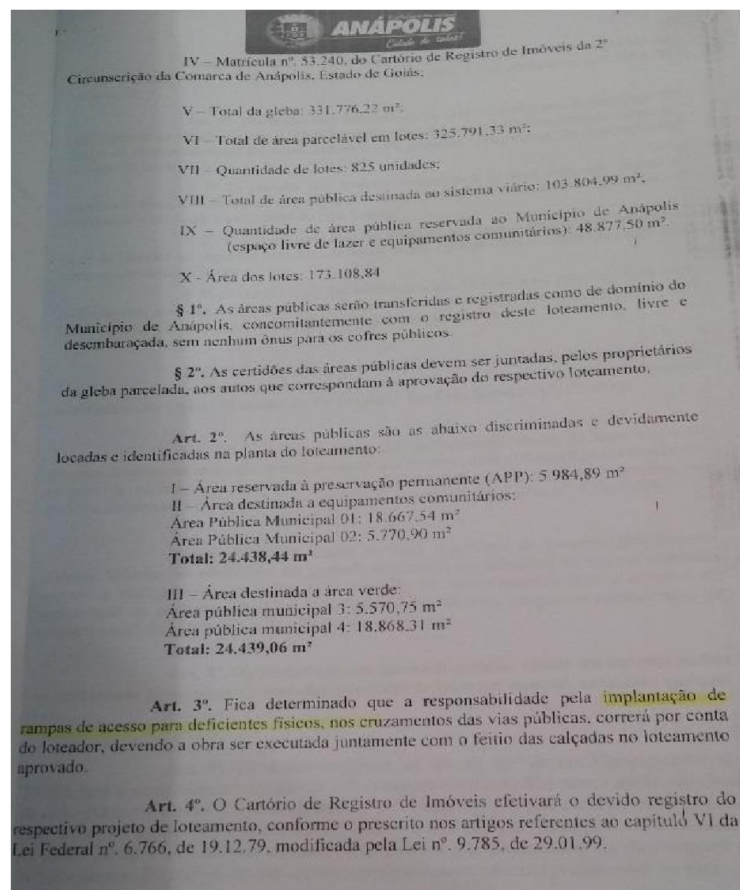 ANÁPOLIS
Cidade de todos!
IV – Matrícula nº. 53.240, do Cartório de Registro de Imóveis da 2ª
Circunscrição da Comarca de Anápolis, Estado de Goiás;
V – Total da gleba: 331.776,22 m²;
VI – Total de área parcelável em lotes: 325.791,33 m²;
VII – Quantidade de lotes: 825 unidades;
VIII – Total de área pública destinada ao sistema viário: 103.804,99 m²,
IX – Quantidade de área pública reservada ao Município de Anápolis
(espaço livre de lazer e equipamentos comunitários): 48.877,50 m².
X - Área dos lotes: 173.108,84
§ 1º. As áreas públicas serão transferidas e registradas como de domínio do
Município de Anápolis, concomitantemente com o registro deste loteamento, livre e
desembaraçada, sem nenhum ônus para os cofres públicos.
§ 2º. As certidões das áreas públicas devem ser juntadas, pelos proprietários
da gleba parcelada, aos autos que correspondam à aprovação do respectivo loteamento.
Art. 2º. As áreas públicas são as abaixo discriminadas e devidamente
locadas e identificadas na planta do loteamento:
I – Área reservada à preservação permanente (APP): 5.984,89 m²
II – Área destinada a equipamentos comunitários:
Área Pública Municipal 01: 18.667,54 m²
Área Pública Municipal 02: 5.770,90 m²
Total: 24.438,44 m²
III – Área destinada a área verde:
Área pública municipal 3: 5.570,75 m²
Área pública municipal 4: 18.868,31 m²
Total: 24.439,06 m²
Art. 3º. Fica determinado que a responsabilidade pela implantação de
rampas de acesso para deficientes físicos, nos cruzamentos das vias públicas, correrá por conta
do loteador, devendo a obra ser executada juntamente com o feitio das calçadas no loteamento
aprovado.
Art. 4º. O Cartório de Registro de Imóveis efetivará o devido registro do
respectivo projeto de loteamento, conforme o prescrito nos artigos referentes ao capítulo VI da
Lei Federal nº. 6.766, de 19.12.79, modificada pela Lei nº. 9.785, de 29.01.99.